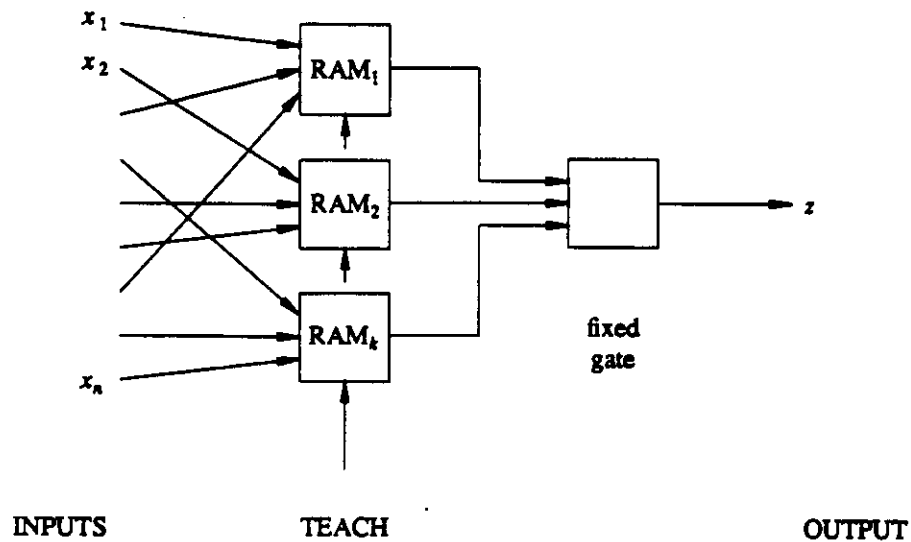 x₁
x₂
xₙ
RAM₁
RAM₂
RAMₖ
z
fixed
gate
INPUTS TEACH OUTPUT